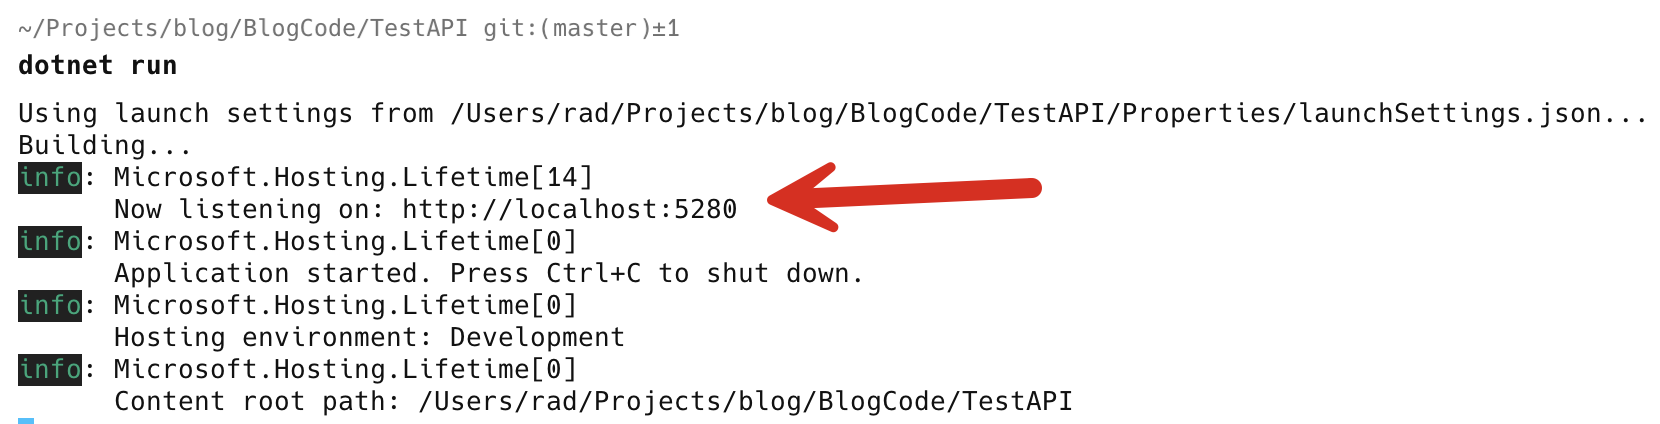 ~/Projects/blog/BlogCode/TestAPI git:(master)±1
dotnet run
Using launch settings from /Users/rad/Projects/blog/BlogCode/TestAPI/Properties/launchSettings.json...
Building...
info: Microsoft.Hosting.Lifetime[14]
      Now listening on: http://localhost:5280
info: Microsoft.Hosting.Lifetime[0]
      Application started. Press Ctrl+C to shut down.
info: Microsoft.Hosting.Lifetime[0]
      Hosting environment: Development
info: Microsoft.Hosting.Lifetime[0]
      Content root path: /Users/rad/Projects/blog/BlogCode/TestAPI